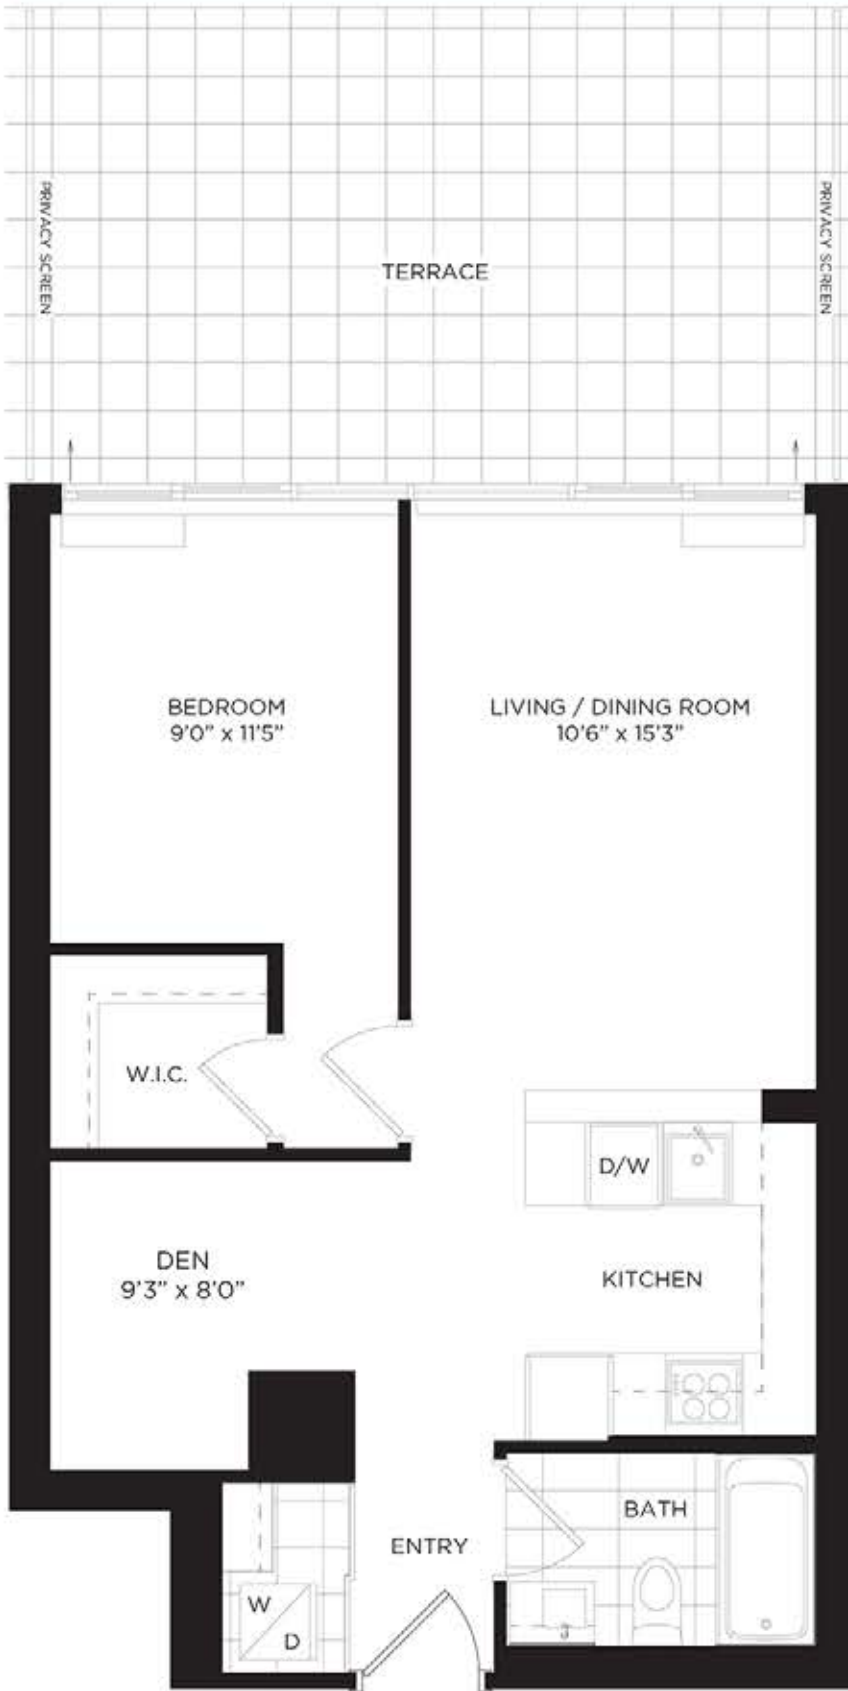 PRIVACY SCREEN
PRIVACY SCREEN
TERRACE
BEDROOM
9'0" x 11'5"
LIVING / DINING ROOM
10'6" x 15'3"
W.I.C.
D/W
DEN
9'3" x 8'0"
KITCHEN
BATH
ENTRY
W
D